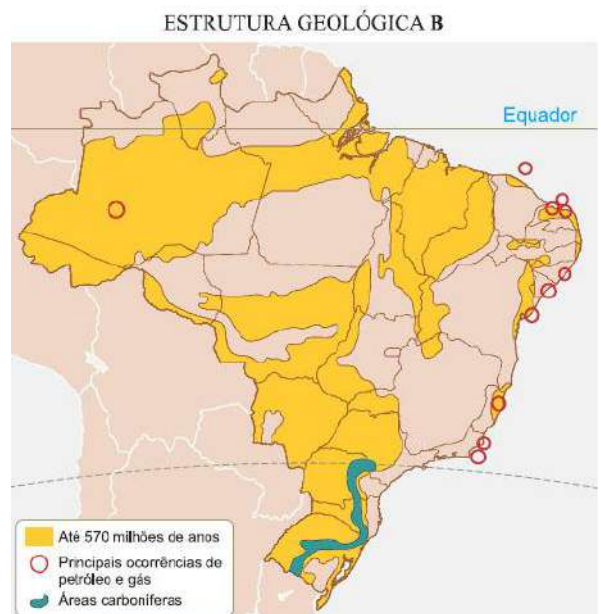 ESTRUTURA GEOLÓGICA B
Equador
Até 570 milhões de anos
Principais ocorrências de
petróleo e gás
Áreas carboníferas